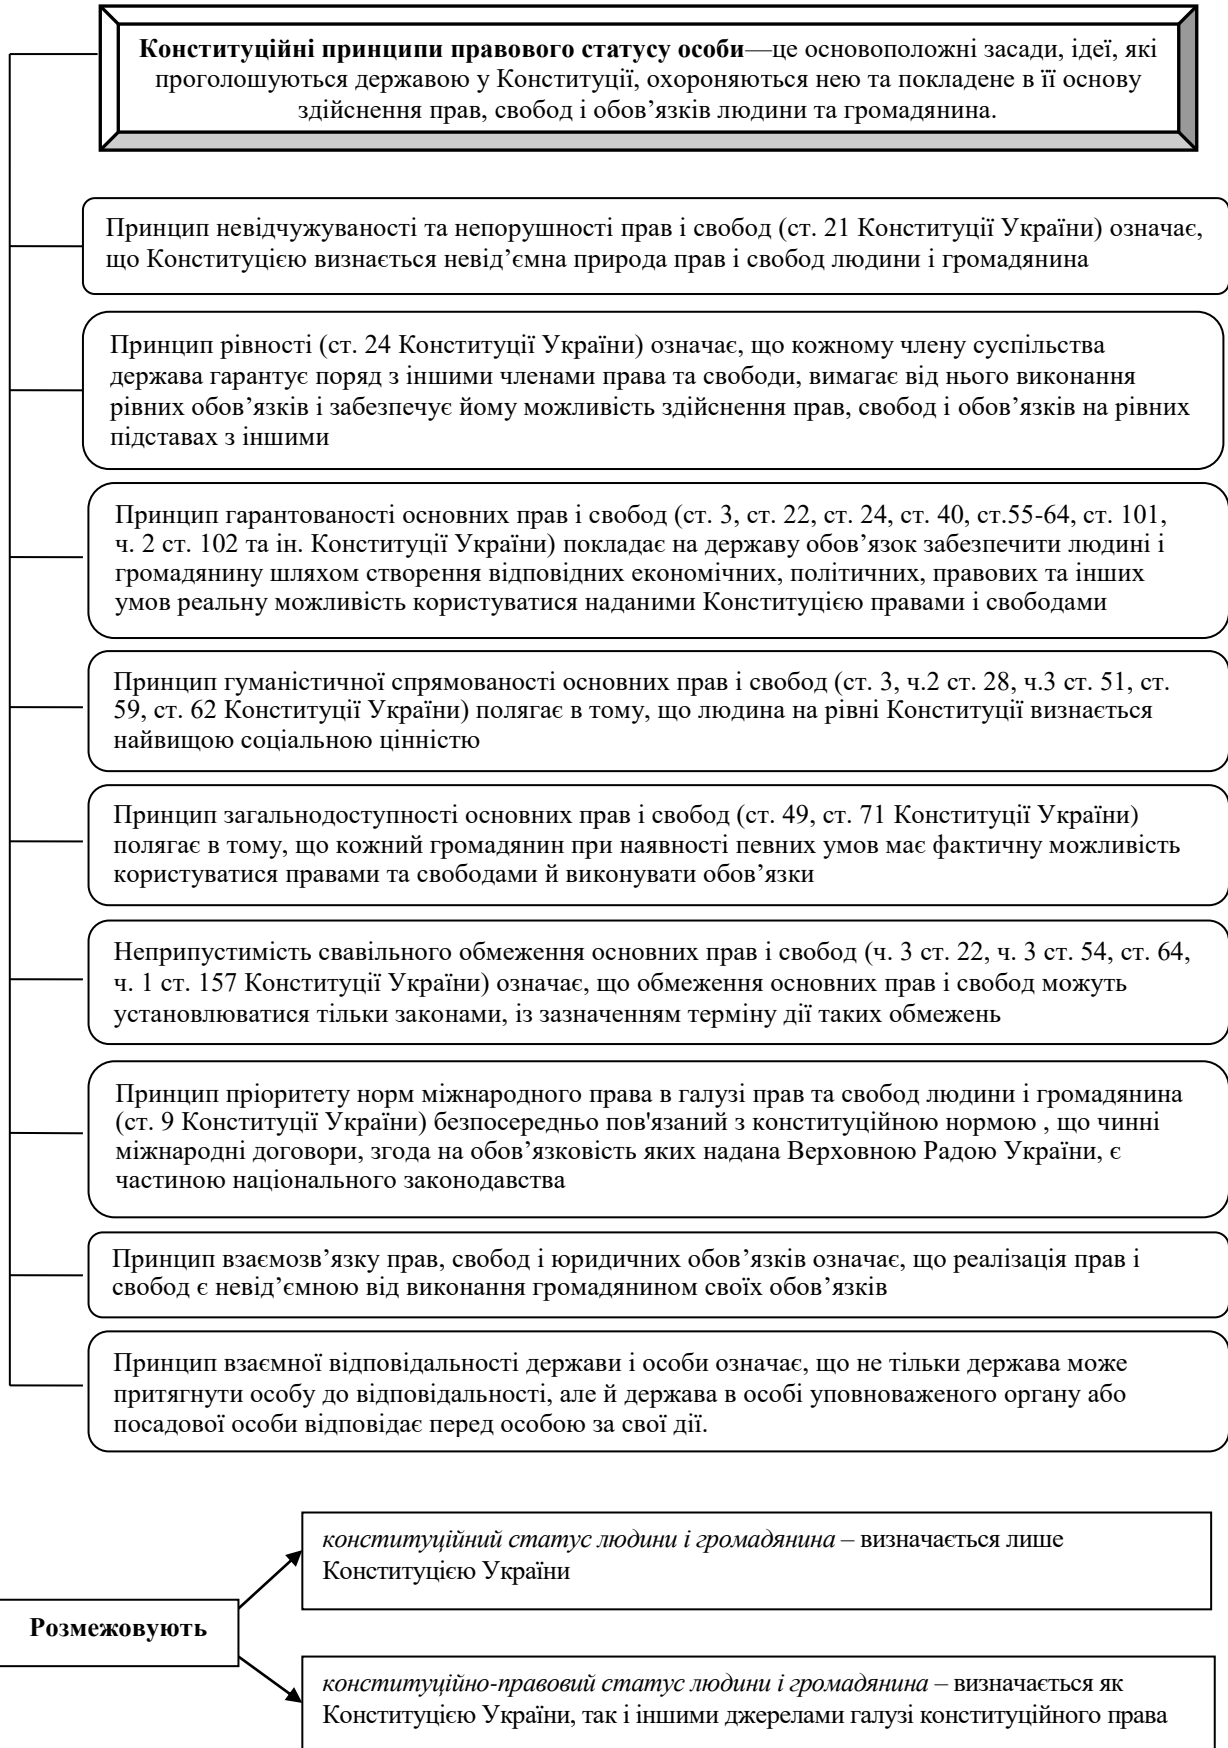 Конституційні принципи правового статусу особи—це основоположні засади, ідеї, які
проголошуються державою у Конституції, охороняються нею та покладене в її основу
здійснення прав, свобод і обов’язків людини та громадянина.
Принцип невідчужуваності та непорушності прав і свобод (ст. 21 Конституції України) означає,
що Конституцією визнається невід’ємна природа прав і свобод людини і громадянина
Принцип рівності (ст. 24 Конституції України) означає, що кожному члену суспільства
держава гарантує поряд з іншими членами права та свободи, вимагає від нього виконання
рівних обов’язків і забезпечує йому можливість здійснення прав, свобод і обов’язків на рівних
підставах з іншими
Принцип гарантованості основних прав і свобод (ст. 3, ст. 22, ст. 24, ст. 40, ст.55-64, ст. 101,
ч. 2 ст. 102 та ін. Конституції України) покладає на державу обов’язок забезпечити людині і
громадянину шляхом створення відповідних економічних, політичних, правових та інших
умов реальну можливість користуватися наданими Конституцією правами і свободами
Принцип гуманістичної спрямованості основних прав і свобод (ст. 3, ч.2 ст. 28, ч.3 ст. 51, ст.
59, ст. 62 Конституції України) полягає в тому, що людина на рівні Конституції визнається
найвищою соціальною цінністю
Принцип загальнодоступності основних прав і свобод (ст. 49, ст. 71 Конституції України)
полягає в тому, що кожний громадянин при наявності певних умов має фактичну можливість
користуватися правами та свободами й виконувати обов’язки
Неприпустимість свавільного обмеження основних прав і свобод (ч. 3 ст. 22, ч. 3 ст. 54, ст. 64,
ч. 1 ст. 157 Конституції України) означає, що обмеження основних прав і свобод можуть
установлюватися тільки законами, із зазначенням терміну дії таких обмежень
Принцип пріоритету норм міжнародного права в галузі прав та свобод людини і громадянина
(ст. 9 Конституції України) безпосередньо пов'язаний з конституційною нормою , що чинні
міжнародні договори, згода на обов’язковість яких надана Верховною Радою України, є
частиною національного законодавства
Принцип взаємозв’язку прав, свобод і юридичних обов’язків означає, що реалізація прав і
свобод є невід’ємною від виконання громадянином своїх обов’язків
Принцип взаємної відповідальності держави і особи означає, що не тільки держава може
притягнути особу до відповідальності, але й держава в особі уповноваженого органу або
посадової особи відповідає перед особою за свої дії.
конституційний статус людини і громадянина – визначається лише
Конституцією України
Розмежовують
конституційно-правовий статус людини і громадянина – визначається як
Конституцією України, так і іншими джерелами галузі конституційного права